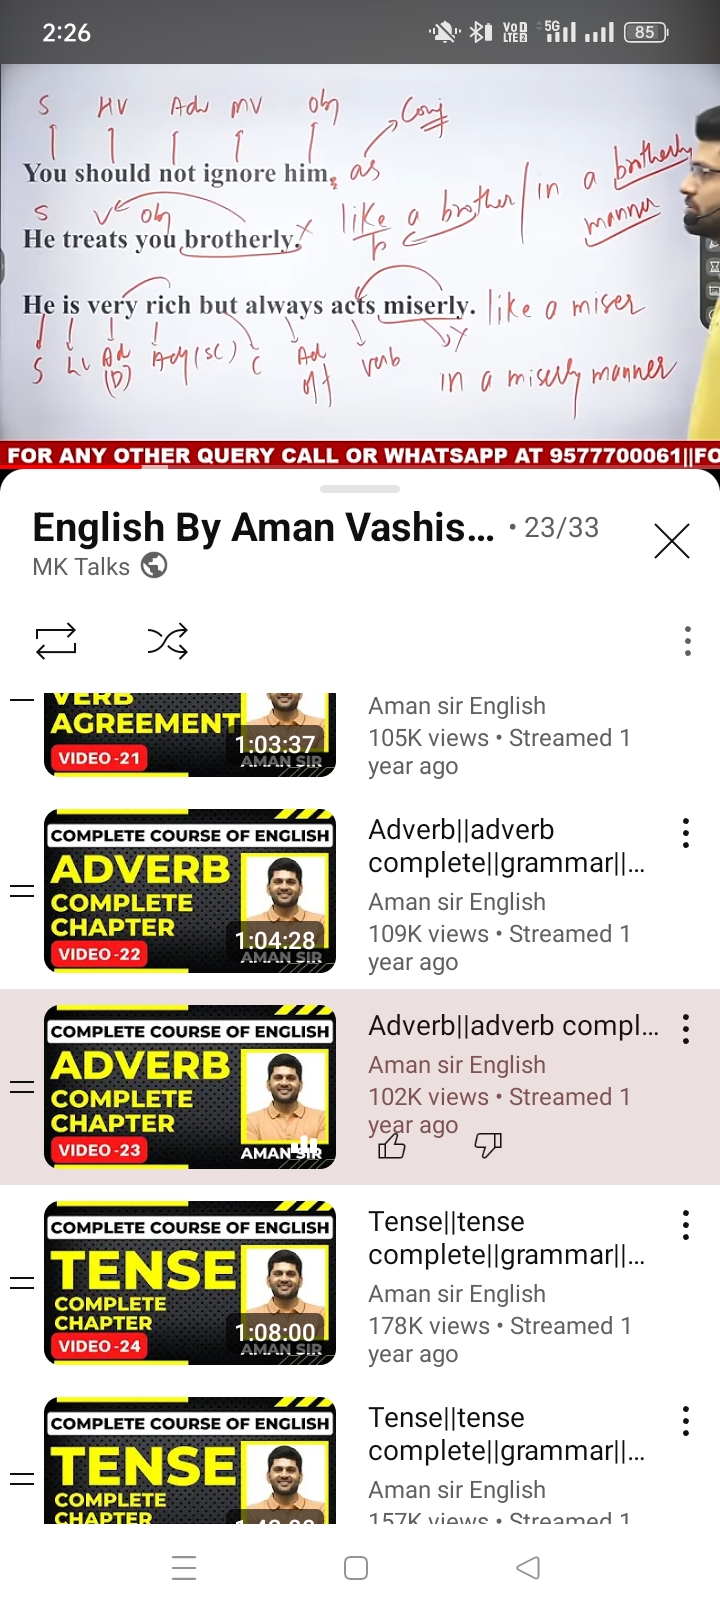 2:26
VoD LTE2 5G 85
S HV Adv MV Obj Conj
You should not ignore him, as
S V Obj like a brother / in a brotherly manner
He treats you brotherly.
He is very rich but always acts miserly. like a miser
S LV Ad (D) Adj (SC) C Ad of f verb
in a miserly manner
FOR ANY OTHER QUERY CALL OR WHATSAPP AT 9577700061||FO
English By Aman Vashis... • 23/33
MK Talks
VERB
AGREEMENT
VIDEO -21
1:03:37
AMAN SIR
Aman sir English
105K views • Streamed 1
year ago
COMPLETE COURSE OF ENGLISH
ADVERB
COMPLETE
CHAPTER
VIDEO -22
1:04:28
AMAN SIR
Adverb||adverb
complete||grammar||...
Aman sir English
109K views • Streamed 1
year ago
COMPLETE COURSE OF ENGLISH
ADVERB
COMPLETE
CHAPTER
VIDEO -23
AMAN SIR
Adverb||adverb compl...
Aman sir English
102K views • Streamed 1
year ago
COMPLETE COURSE OF ENGLISH
TENSE
COMPLETE
CHAPTER
VIDEO -24
1:08:00
AMAN SIR
Tense||tense
complete||grammar||...
Aman sir English
178K views • Streamed 1
year ago
COMPLETE COURSE OF ENGLISH
TENSE
COMPLETE
CHAPTER
Tense||tense
complete||grammar||...
Aman sir English
157K views • Streamed 1